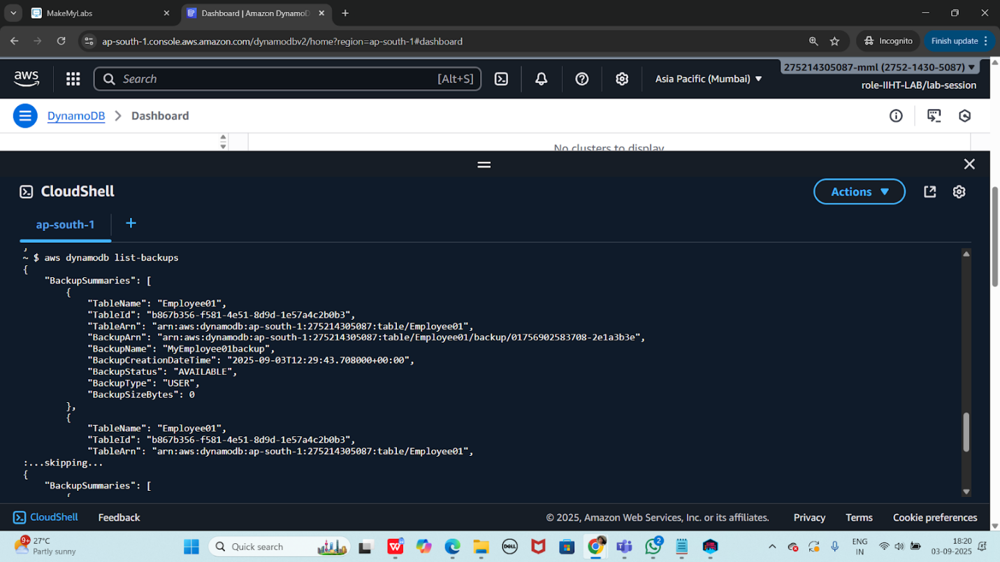 MakeMyLabs
Dashboard | Amazon DynamoD
ap-south-1.console.aws.amazon.com/dynamodbv2/home?region=ap-south-1#dashboard
Incognito
Finish update
aws
Search
[Alt+S]
Asia Pacific (Mumbai)
275214305087-mml (2752-1430-5087)
role-IIHT-LAB/lab-session
DynamoDB
Dashboard
No clusters to display
CloudShell
Actions
ap-south-1
~ $ aws dynamodb list-backups
{
"BackupSummaries": [
{
"TableName": "Employee01",
"TableId": "b867b356-f581-4e51-8d9d-1e57a4c2b0b3",
"TableArn": "arn:aws:dynamodb:ap-south-1:275214305087:table/Employee01",
"BackupArn": "arn:aws:dynamodb:ap-south-1:275214305087:table/Employee01/backup/01756902583708-2e1a3b3e",
"BackupName": "MyEmployee01backup",
"BackupCreationDateTime": "2025-09-03T12:29:43.708000+00:00",
"BackupStatus": "AVAILABLE",
"BackupType": "USER",
"BackupSizeBytes": 0
},
{
"TableName": "Employee01",
"TableId": "b867b356-f581-4e51-8d9d-1e57a4c2b0b3",
"TableArn": "arn:aws:dynamodb:ap-south-1:275214305087:table/Employee01",
:...skipping...
{
"BackupSummaries": [
{
CloudShell
Feedback
© 2025, Amazon Web Services, Inc. or its affiliates.
Privacy
Terms
Cookie preferences
9+
27°C
Partly sunny
Search
DELL
2
ENG
IN
18:20
03-09-2025